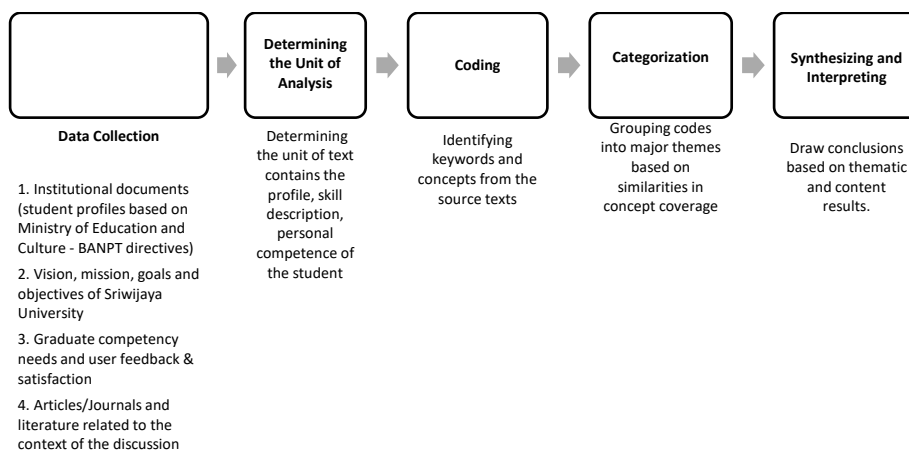 Data Collection
1. Institutional documents
(student profiles based on
Ministry of Education and
Culture - BANPT directives)
2. Vision, mission, goals and
objectives of Sriwijaya
University
3. Graduate competency
needs and user feedback &
satisfaction
4. Articles/Journals and
literature related to the
context of the discussion
Determining
the Unit of
Analysis
Determining
the unit of text
contains the
profile, skill
description,
personal
competence of
the student
Coding
Identifying
keywords and
concepts from the
source texts
Categorization
Grouping codes
into major themes
based on
similarities in
concept coverage
Synthesizing and
Interpreting
Draw conclusions
based on thematic
and content
results.